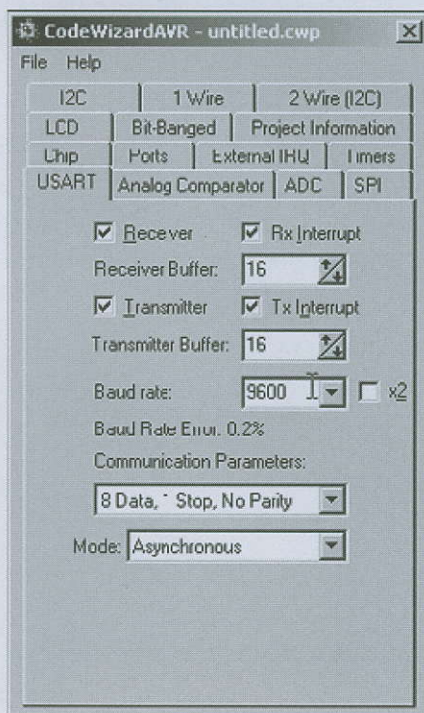 CodeWizardAVR - untitled.cwp
File Help
I2C 1 Wire 2 Wire (I2C)
LCD Bit-Banged Project Information
Chip Ports External IRQ Timers
USART Analog Comparator ADC SPI
Receiver Rx Interrupt
Receiver Buffer: 16
Transmitter Tx Interrupt
Transmitter Buffer: 16
Baud rate: 9600 x2
Baud Rate Error: 0.2%
Communication Parameters:
8 Data, 1 Stop, No Parity
Mode: Asynchronous